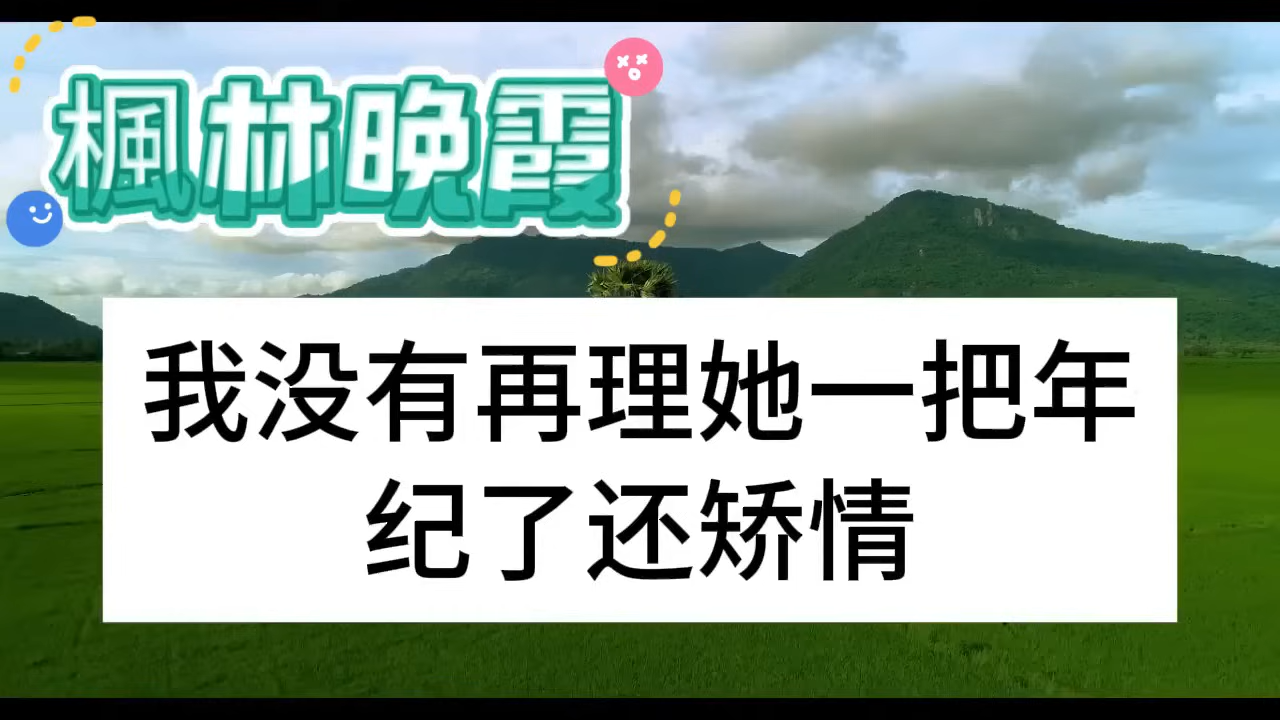 楓林晚霞
我没有再理她一把年
纪了还矫情